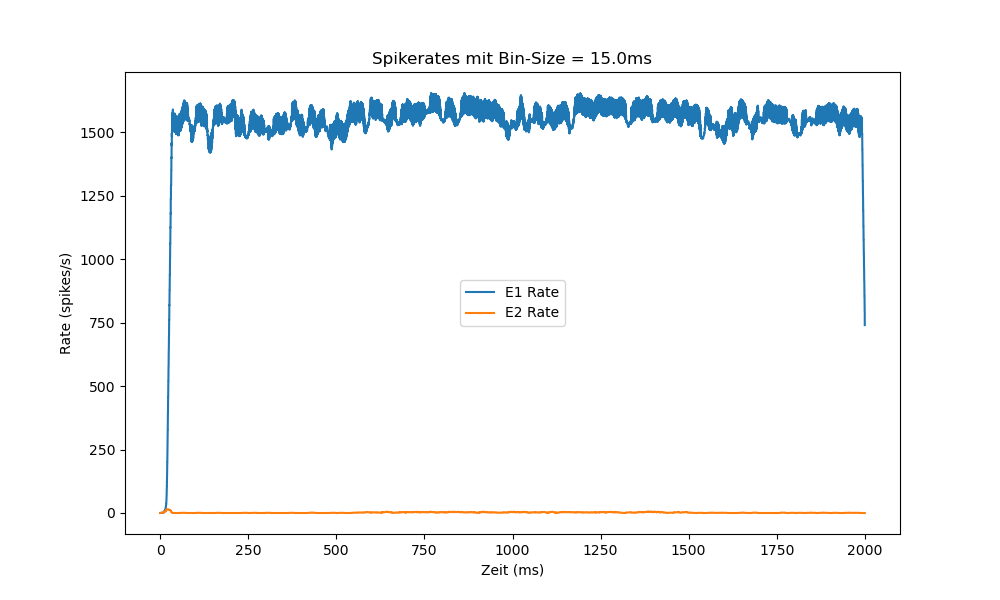 Spikerates mit Bin-Size = 15.0ms
Rate (spikes/s)
1500
1250
1000
750
500
250
0
E1 Rate
E2 Rate
0 250 500 750 1000 1250 1500 1750 2000
Zeit (ms)